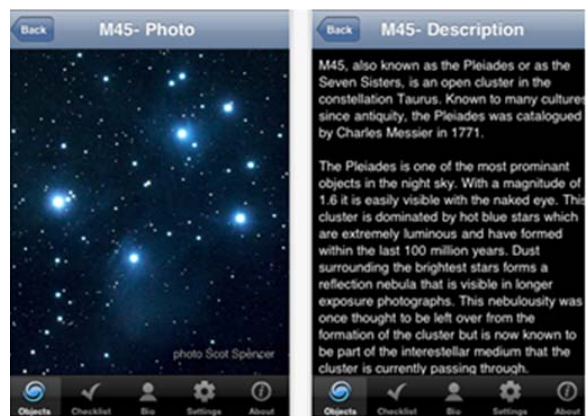 Back
M45- Photo
photo Scot Spencer
Objects
Checklist
Bio
Settings
About
Back
M45- Description
M45, also known as the Pleiades or as the
Seven Sisters, is an open cluster in the
constellation Taurus. Known to many cultures
since antiquity, the Pleiades was catalogued
by Charles Messier in 1771.
The Pleiades is one of the most prominant
objects in the night sky. With a magnitude of
1.6 it is easily visible with the naked eye. This
cluster is dominated by hot blue stars which
are extremely luminous and have formed
within the last 100 million years. Dust
surrounding the brightest stars forms a
reflection nebula that is visible in longer
exposure photographs. This nebulousity was
once thought to be left over from the
formation of the cluster but is now known to
be part of the interestellar medium that the
cluster is currently passing through.
Objects
Checklist
Bio
Settings
About